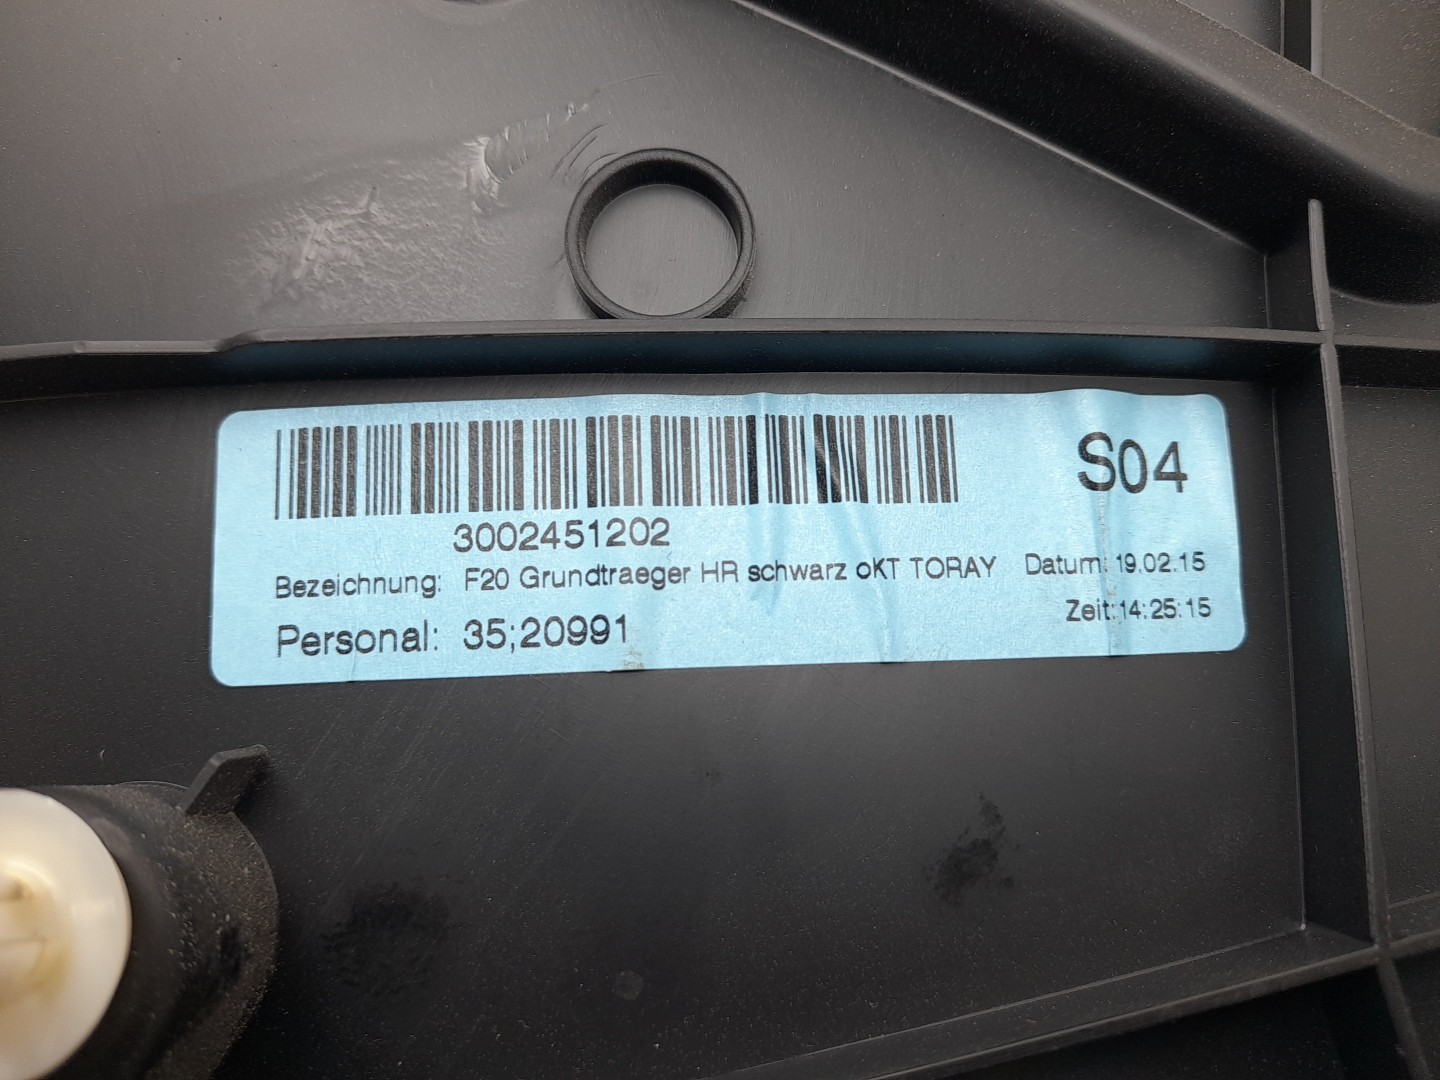 S04
3002451202
Bezeichnung: F20 Grundtraeger HR schwarz oKT TORAY Datum: 19.02.15
Zeit: 14:25:15
Personal: 35;20991